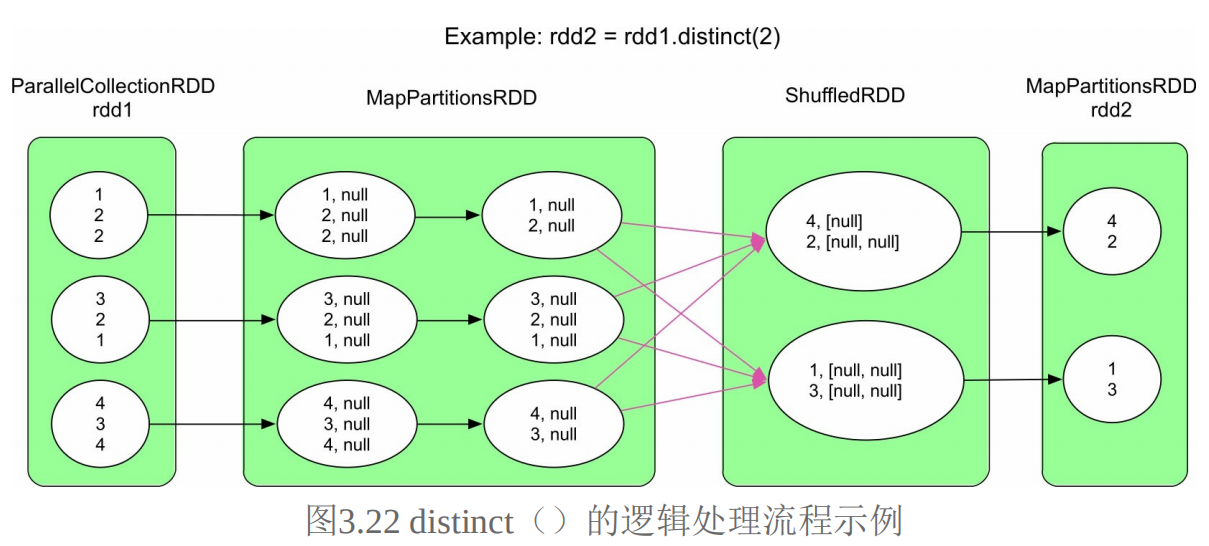 Example: rdd2 = rdd1.distinct(2)
ParallelCollectionRDD
rdd1
MapPartitionsRDD
ShuffledRDD
MapPartitionsRDD
rdd2
1
2
2
3
2
1
4
3
4
1, null
2, null
2, null
3, null
2, null
1, null
4, null
3, null
4, null
1, null
2, null
3, null
2, null
1, null
4, null
3, null
4, [null]
2, [null, null]
1, [null, null]
3, [null, null]
4
2
1
3
图3.22 distinct（）的逻辑处理流程示例